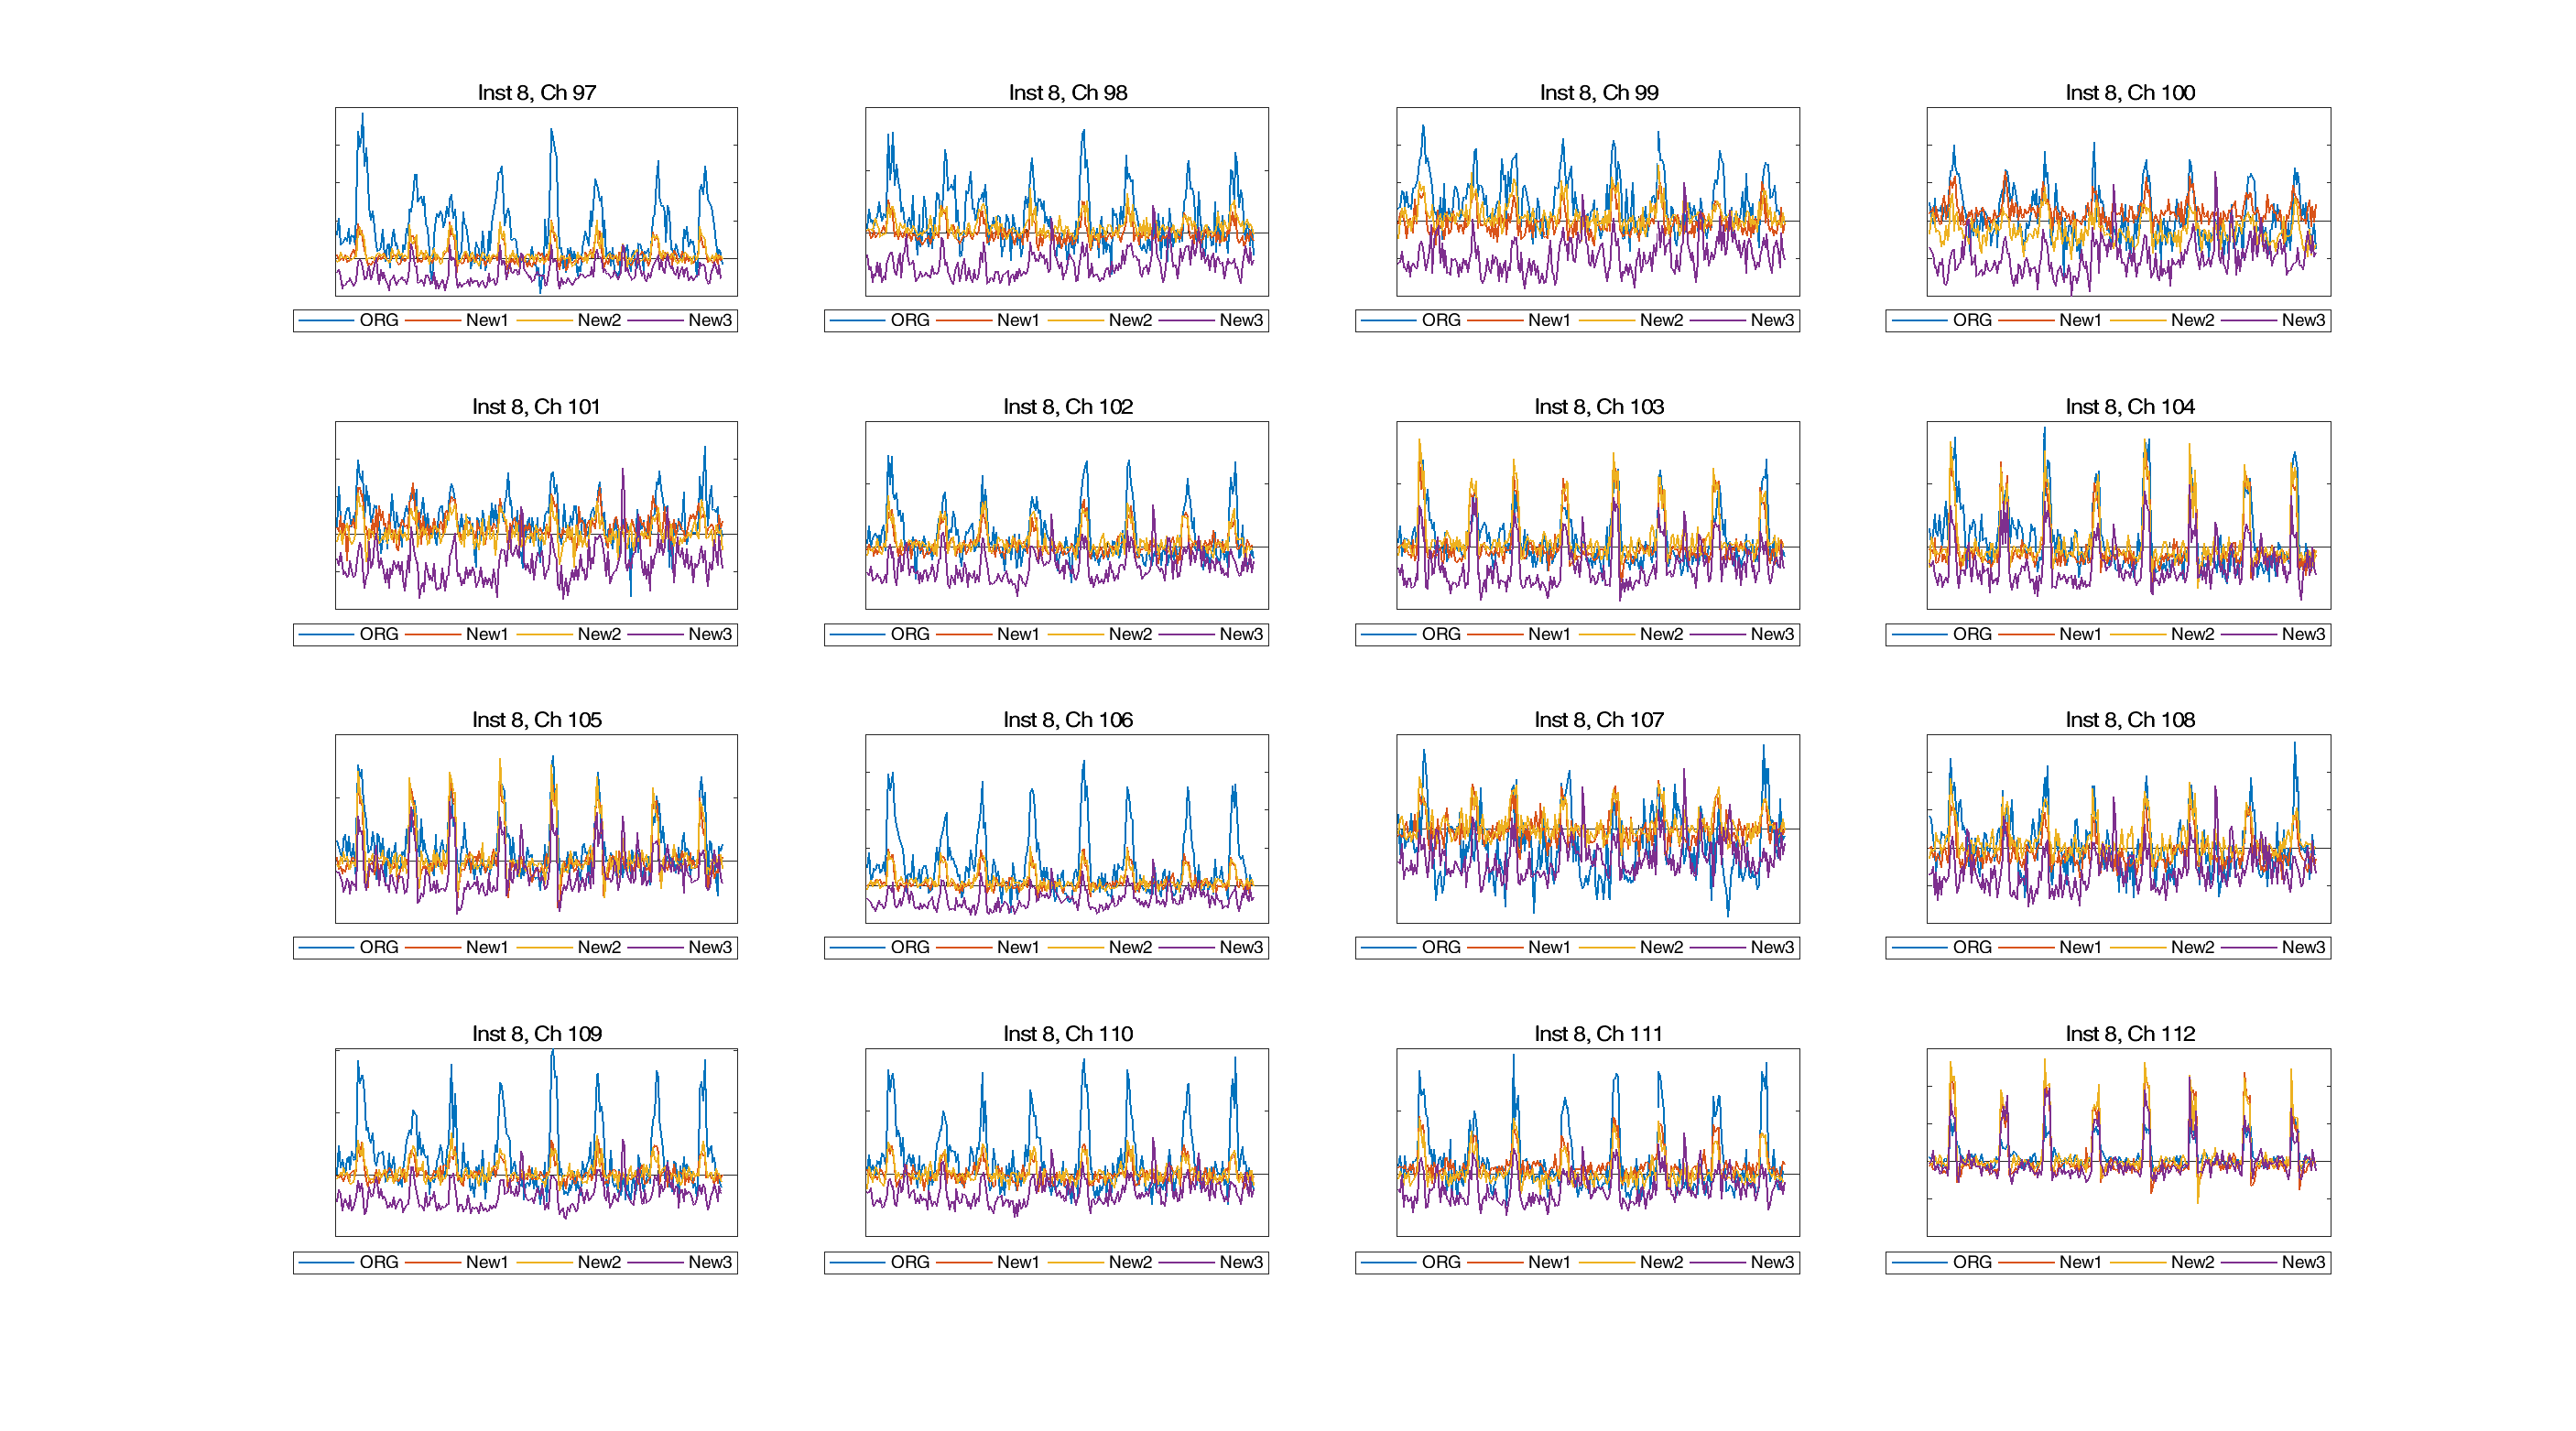 Inst 8, Ch 97
Inst 8, Ch 98
Inst 8, Ch 99
Inst 8, Ch 100
ORG New1 New2 New3
ORG New1 New2 New3
ORG New1 New2 New3
ORG New1 New2 New3
Inst 8, Ch 101
Inst 8, Ch 102
Inst 8, Ch 103
Inst 8, Ch 104
ORG New1 New2 New3
ORG New1 New2 New3
ORG New1 New2 New3
ORG New1 New2 New3
Inst 8, Ch 105
Inst 8, Ch 106
Inst 8, Ch 107
Inst 8, Ch 108
ORG New1 New2 New3
ORG New1 New2 New3
ORG New1 New2 New3
ORG New1 New2 New3
Inst 8, Ch 109
Inst 8, Ch 110
Inst 8, Ch 111
Inst 8, Ch 112
ORG New1 New2 New3
ORG New1 New2 New3
ORG New1 New2 New3
ORG New1 New2 New3